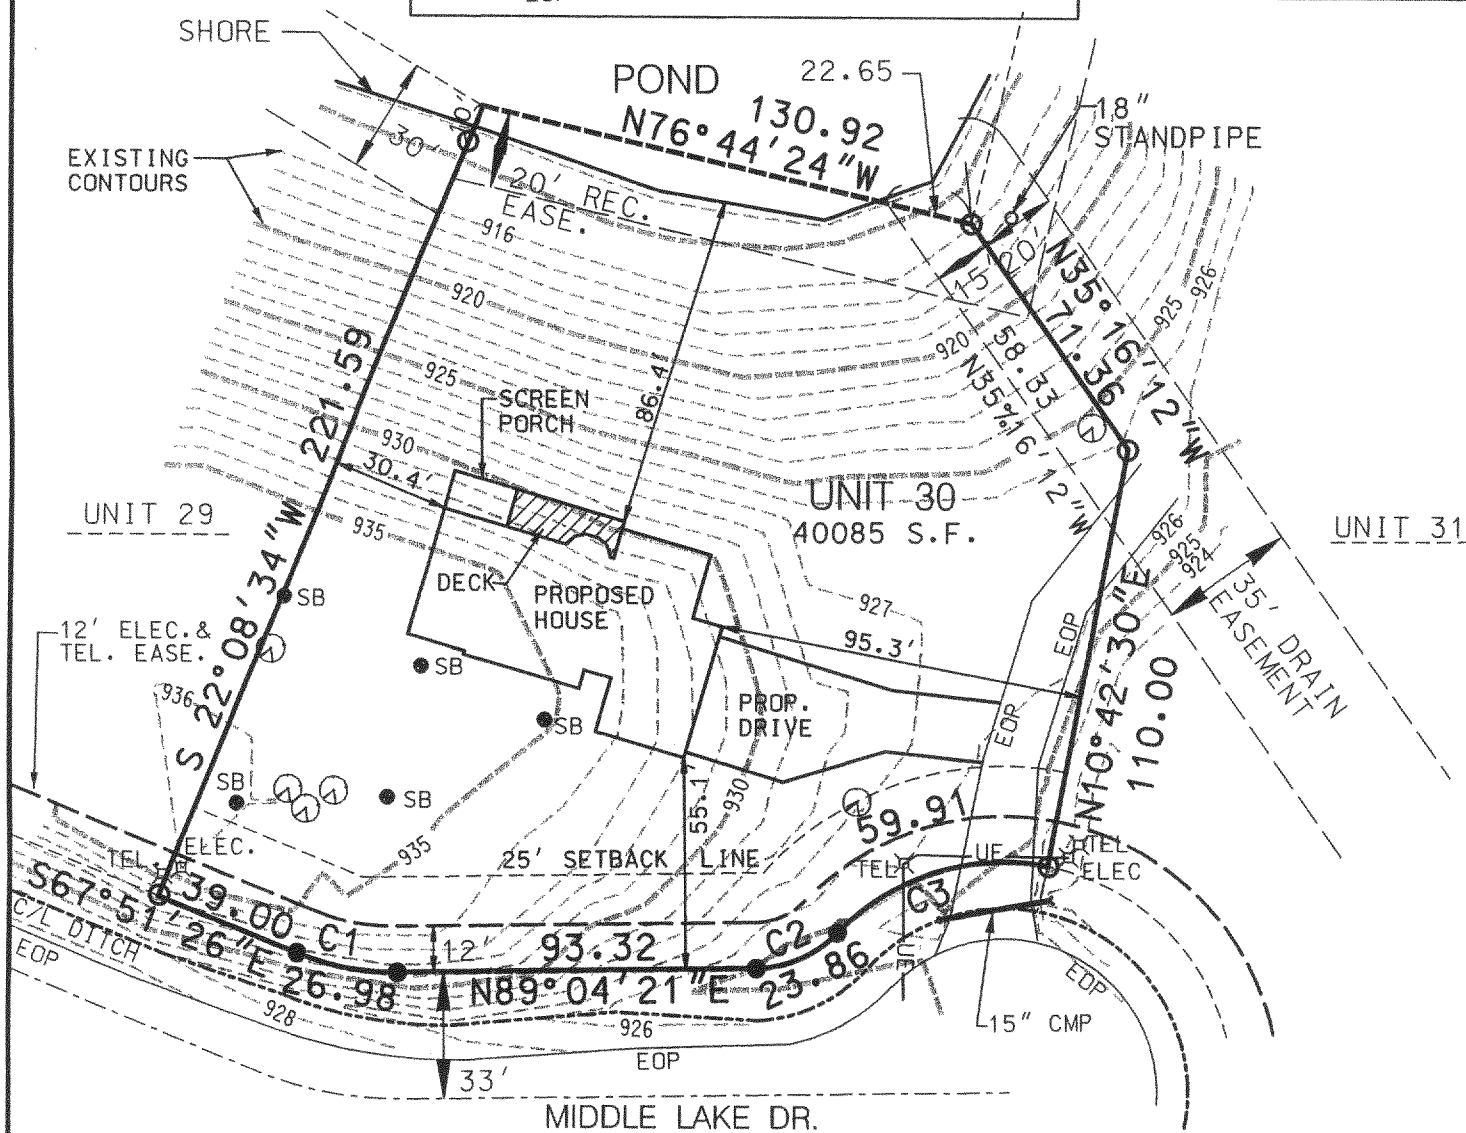 SHORE
POND
22.65
130.92
N76°44'24"W
18"
STANDPIPE
10'
30'
EXISTING
CONTOURS
20' REC.
EASE.
916
15'
20'
N35°16'12"W
71.36
926
925
920
920
58.33
N35%16'12"W
221.59
925
86.4'
SCREEN
PORCH
930
30.4'
UNIT 30
40085 S.F.
UNIT 29
935
UNIT 31
926
925
924
DECK
PROPOSED
HOUSE
927
35' DRAIN
EASEMENT
SB
12' ELEC.&
TEL. EASE.
S 22°08'34"W
SB
95.3'
EOP
N10°42'30"E
110.00
936
SB
PROP.
DRIVE
EOP
SB
SB
930
55.1'
59.91
TEL
ELEC.
935
25' SETBACK LINE
TEL
UE
TEL
ELEC
S67°51'26"E
39.00
C1
12'
93.32
C2
C3
C/L DITCH
EOP
26.98
N89°04'21"E
23.86
UE
EOP
928
926
15" CMP
EOP
33'
MIDDLE LAKE DR.